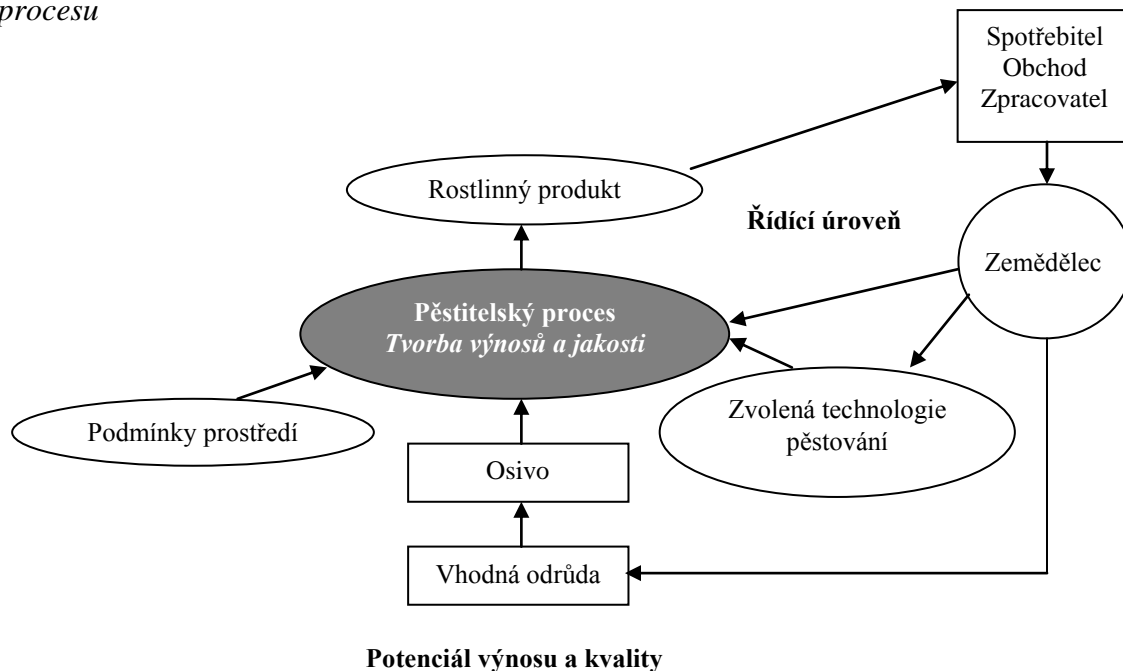 procesu
Spotřebitel
Obchod
Zpracovatel
Rostlinný produkt
Řídící úroveň
Zemědělec
Pěstitelský proces
Tvorba výnosů a jakosti
Podmínky prostředí
Zvolená technologie
pěstování
Osivo
Vhodná odrůda
Potenciál výnosu a kvality